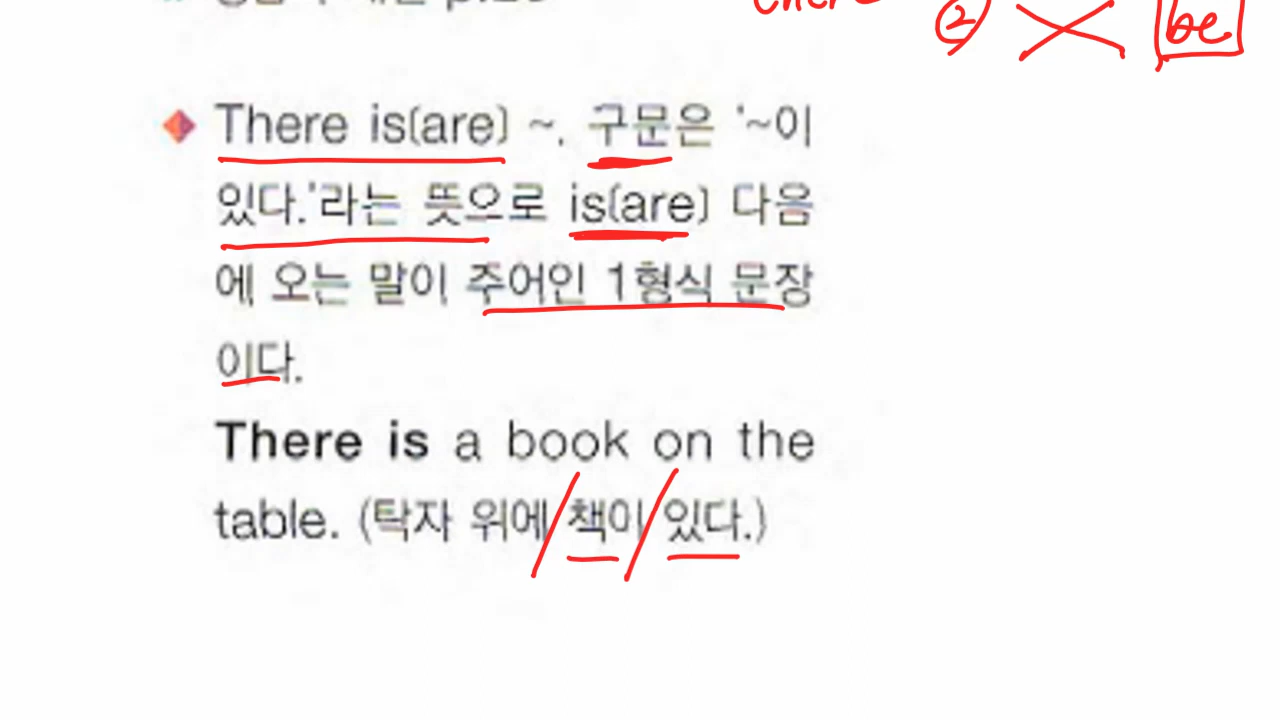 ② be
There is(are) ~. 구문은 '~이
있다.'라는 뜻으로 is(are) 다음
에 오는 말이 주어인 1형식 문장
이다.
There is a book on the
table. (탁자 위에 책이 있다.)